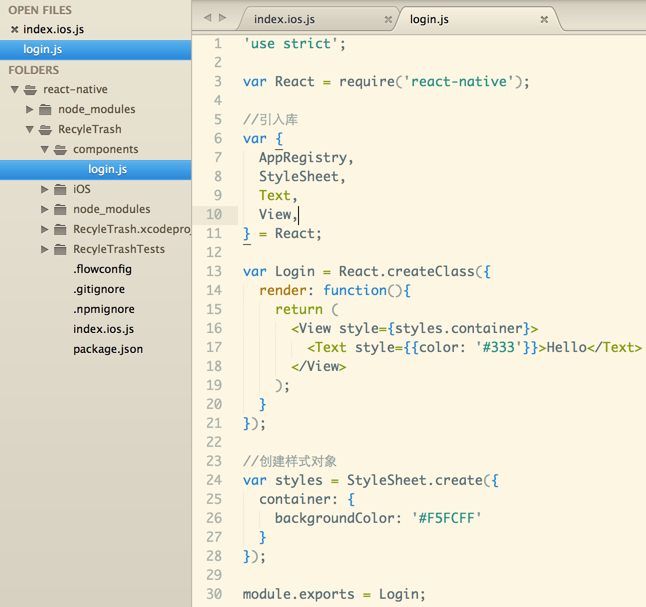 OPEN FILES
index.ios.js
login.js
FOLDERS
react-native
node_modules
RecyleTrash
components
login.js
iOS
node_modules
RecyleTrash.xcodeproj
RecyleTrashTests
.flowconfig
.gitignore
.npmignore
index.ios.js
package.json
index.ios.js
login.js
1 'use strict';
2
3 var React = require('react-native');
4
5 //引入库
6 var {
7   AppRegistry,
8   StyleSheet,
9   Text,
10   View,
11 } = React;
12
13 var Login = React.createClass({
14   render: function(){
15     return (
16       <View style={styles.container}>
17         <Text style={{color: '#333'}}>Hello</Text>
18       </View>
19     );
20   }
21 });
22
23 //创建样式对象
24 var styles = StyleSheet.create({
25   container: {
26     backgroundColor: '#F5FCFF'
27   }
28 });
29
30 module.exports = Login;